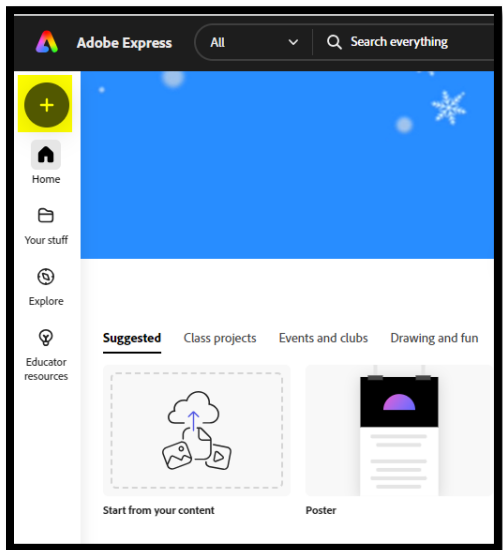 Adobe Express
All
Search everything
Home
Your stuff
Explore
Educator
resources
Suggested Class projects Events and clubs Drawing and fun
Start from your content
Poster